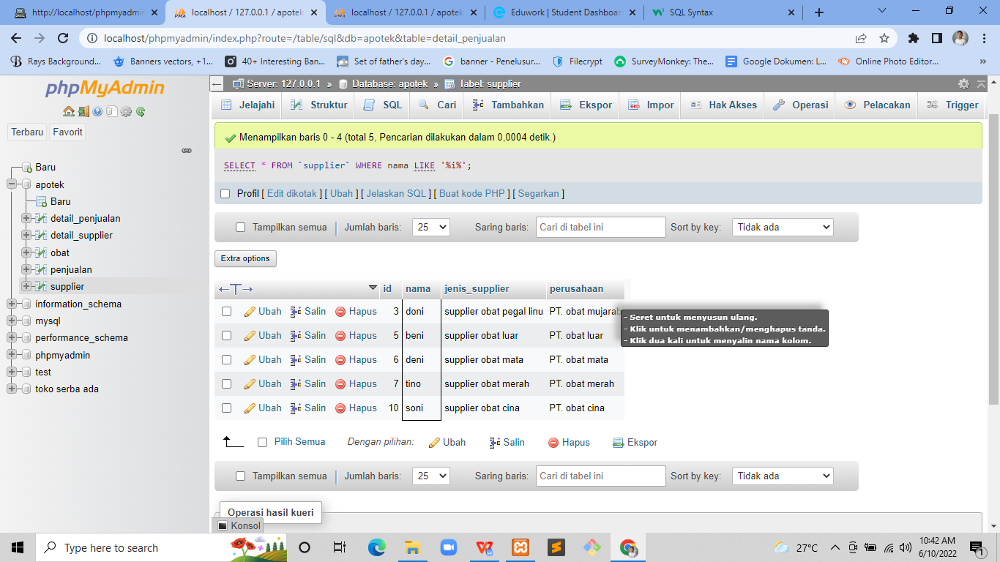 http://localhost/phpmyadmin
localhost / 127.0.0.1 / apotek
localhost / 127.0.0.1 / apotek
Eduwork | Student Dashboar
SQL Syntax
localhost/phpmyadmin/index.php?route=/table/sql&db=apotek&table=detail_penjualan
Rays Background... Banners vectors, +1... 40+ Interesting Ban... Set of father's day... banner - Penelusur... Filecrypt SurveyMonkey: The... Google Dokumen: L... Online Photo Editor...
phpMyAdmin
Terbaru Favorit
Baru
apotek
Baru
detail_penjualan
detail_supplier
obat
penjualan
supplier
information_schema
mysql
performance_schema
phpmyadmin
test
toko serba ada
Server: 127.0.0.1 » Database: apotek » Tabel: supplier
Jelajahi Struktur SQL Cari Tambahkan Ekspor Impor Hak Akses Operasi Pelacakan Trigger
Menampilkan baris 0 - 4 (total 5, Pencarian dilakukan dalam 0,0004 detik.)
SELECT * FROM `supplier` WHERE nama LIKE '%i%';
Profil [ Edit dikotak ] [ Ubah ] [ Jelaskan SQL ] [ Buat kode PHP ] [ Segarkan ]
Tampilkan semua | Jumlah baris: 25 Saring baris: Cari di tabel ini Sort by key: Tidak ada
Extra options
id nama jenis_supplier perusahaan
Ubah Salin Hapus 3 doni supplier obat pegal linu PT. obat mujarab
Ubah Salin Hapus 5 beni supplier obat luar PT. obat luar
Ubah Salin Hapus 6 deni supplier obat mata PT. obat mata
Ubah Salin Hapus 7 tino supplier obat merah PT. obat merah
Ubah Salin Hapus 10 soni supplier obat cina PT. obat cina
- Seret untuk menyusun ulang.
- Klik untuk menambahkan/menghapus tanda.
- Klik dua kali untuk menyalin nama kolom.
Pilih Semua Dengan pilihan: Ubah Salin Hapus Ekspor
Tampilkan semua | Jumlah baris: 25 Saring baris: Cari di tabel ini Sort by key: Tidak ada
Operasi hasil kueri
Konsol
Type here to search
27°C
10:42 AM
6/10/2022
1